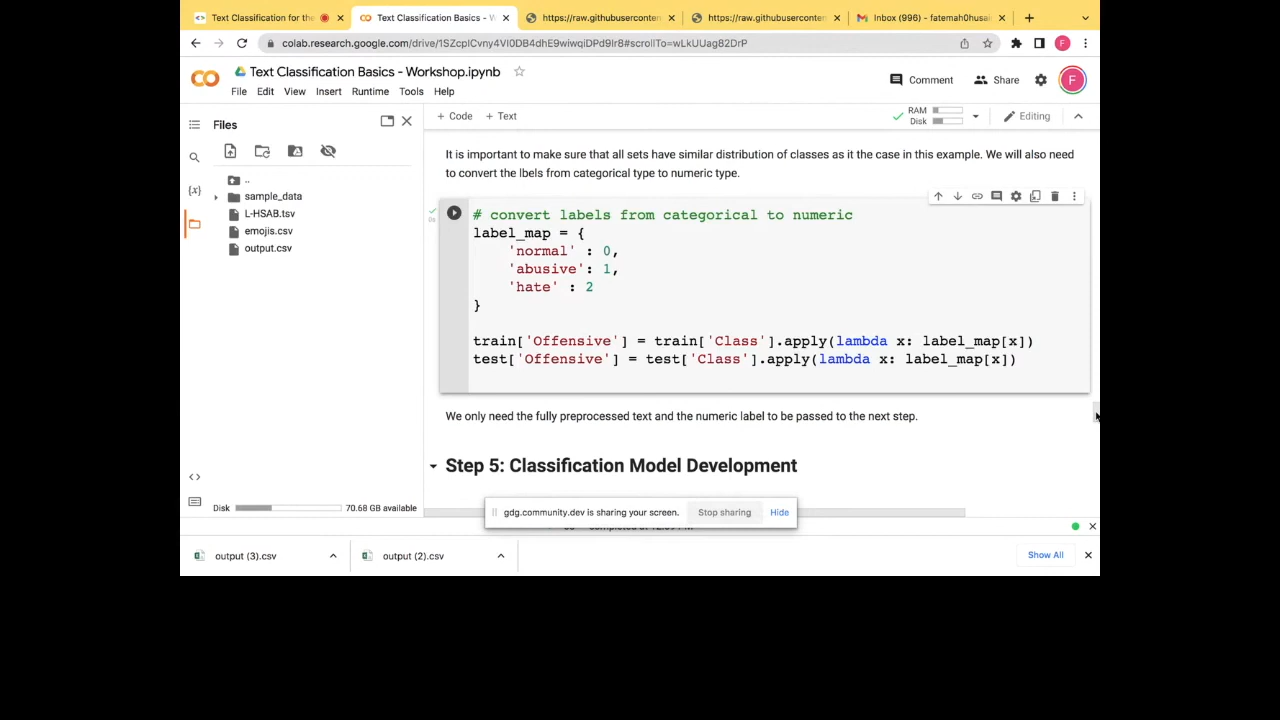 Text Classification for the
Text Classification Basics - W
https://raw.githubusercontent
https://raw.githubusercontent
Inbox (996) - fatemah0husai
colab.research.google.com/drive/1SZcpICvny4VI0DB4dhE9wiwqiDPd9Ir8#scrollTo=wLkUUag82DrP
F
Text Classification Basics - Workshop.ipynb
Comment
Share
F
File Edit View Insert Runtime Tools Help
Files
+ Code + Text
RAM
Disk
Editing
..
sample_data
L-HSAB.tsv
emojis.csv
output.csv
{x}
It is important to make sure that all sets have similar distribution of classes as it the case in this example. We will also need
to convert the lbels from categorical type to numeric type.
0s
# convert labels from categorical to numeric
label_map = {
'normal' : 0,
'abusive': 1,
'hate' : 2
}
train['Offensive'] = train['Class'].apply(lambda x: label_map[x])
test['Offensive'] = test['Class'].apply(lambda x: label_map[x])
We only need the fully preprocessed text and the numeric label to be passed to the next step.
Step 5: Classification Model Development
Disk 70.68 GB available
gdg.community.dev is sharing your screen. Stop sharing Hide
output (3).csv
output (2).csv
Show All